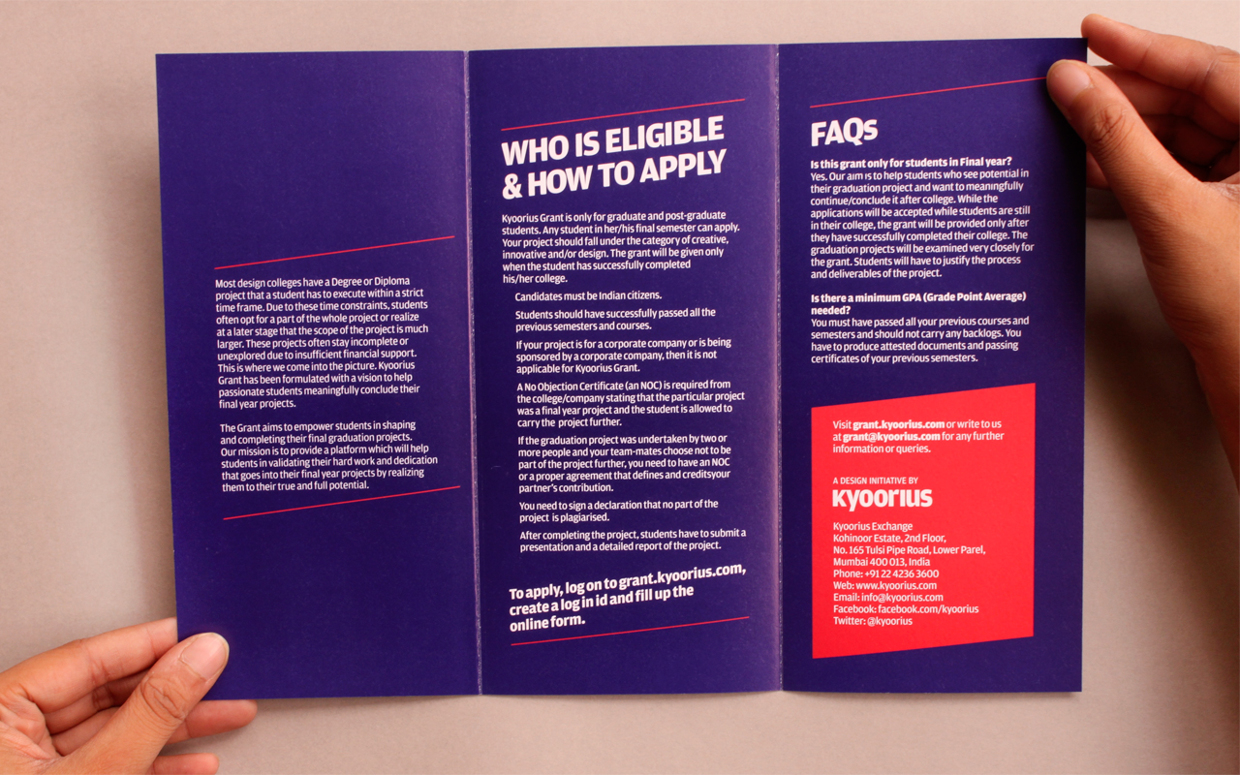 Most design colleges have a Degree or Diploma
project that a student has to execute within a strict
time frame. Due to these time constraints, students
often opt for a part of the whole project or realize
at a later stage that the scope of the project is much
larger. These projects often stay incomplete or
unexplored due to insufficient financial support.
This is where we come into the picture. Kyoorius
Grant has been formulated with a vision to help
passionate students meaningfully conclude their
final year projects.
The Grant aims to empower students in shaping
and completing their final graduation projects.
Our mission is to provide a platform which will help
students in validating their hard work and dedication
that goes into their final year projects by realizing
them to their true and full potential.
WHO IS ELIGIBLE
& HOW TO APPLY
Kyoorius Grant is only for graduate and post-graduate
students. Any student in her/his final semester can apply.
Your project should fall under the category of creative,
innovative and/or design. The grant will be given only
when the student has successfully completed
his/her college.
Candidates must be Indian citizens.
Students should have successfully passed all the
previous semesters and courses.
If your project is for a corporate company or is being
sponsored by a corporate company, then it is not
applicable for Kyoorius Grant.
A No Objection Certificate (an NOC) is required from
the college/company stating that the particular project
was a final year project and the student is allowed to
carry the project further.
If the graduation project was undertaken by two or
more people and your team-mates choose not to be
part of the project further, you need to have an NOC
or a proper agreement that defines and creditsyour
partner's contribution.
You need to sign a declaration that no part of the
project is plagiarised.
After completing the project, students have to submit a
presentation and a detailed report of the project.
To apply, log on to grant.kyoorius.com,
create a log in id and fill up the
online form.
FAQs
Is this grant only for students in Final year?
Yes. Our aim is to help students who see potential in
their graduation project and want to meaningfully
continue/conclude it after college. While the
applications will be accepted while students are still
in their college, the grant will be provided only after
they have successfully completed their college. The
graduation projects will be examined very closely for
the grant. Students will have to justify the process
and deliverables of the project.
Is there a minimum GPA (Grade Point Average)
needed?
You must have passed all your previous courses and
semesters and should not carry any backlogs. You
have to produce attested documents and passing
certificates of your previous semesters.
Visit grant.kyoorius.com or write to us
at grant@kyoorius.com for any further
information or queries.
A DESIGN INITIATIVE BY
kyoorius
Kyoorius Exchange
Kohinoor Estate, 2nd Floor,
No. 165 Tulsi Pipe Road, Lower Parel,
Mumbai 400 013, India
Phone: +91 22 4236 3600
Web: www.kyoorius.com
Email: info@kyoorius.com
Facebook: facebook.com/kyoorius
Twitter: @kyoorius